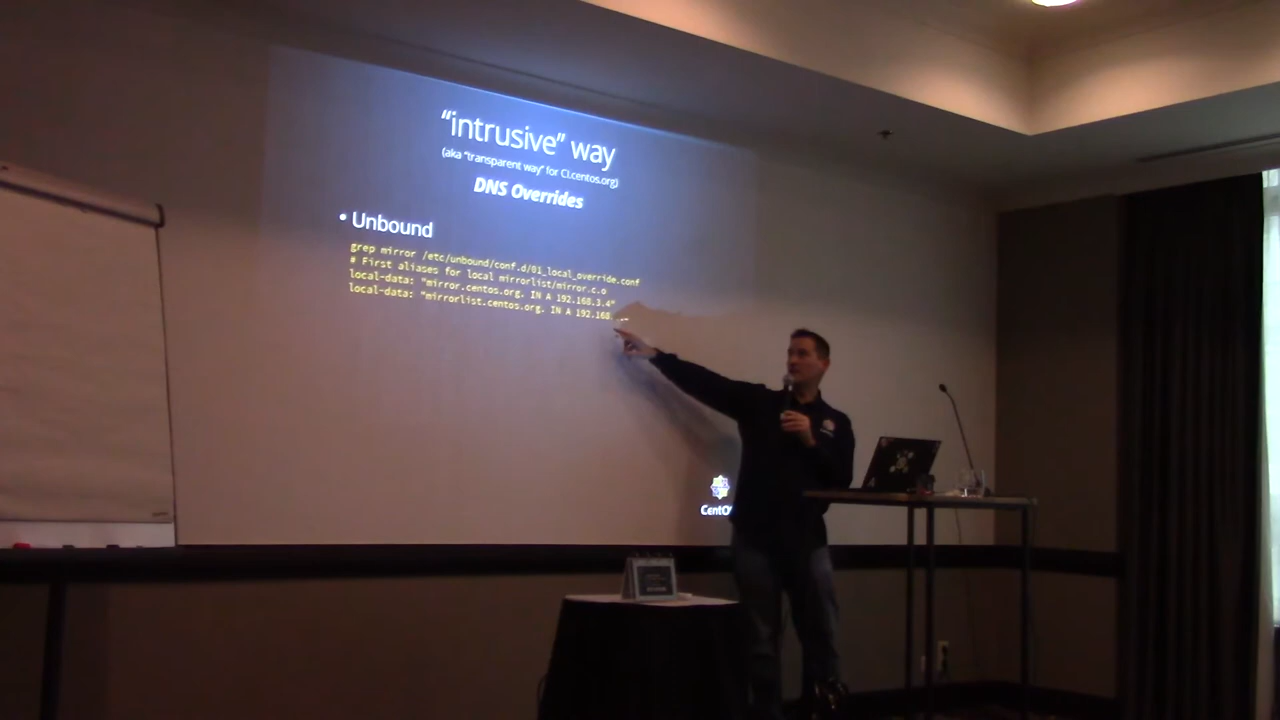 “intrusive” way
(aka “transparent way” for Ci.centos.org)
DNS Overrides
• Unbound
grep mirror /etc/unbound/conf.d/01_local_override.conf
# First aliases for local mirrorlist/mirror.c.o
local-data: "mirror.centos.org. IN A 192.168.3.4"
local-data: "mirrorlist.centos.org. IN A 192.168
CentO